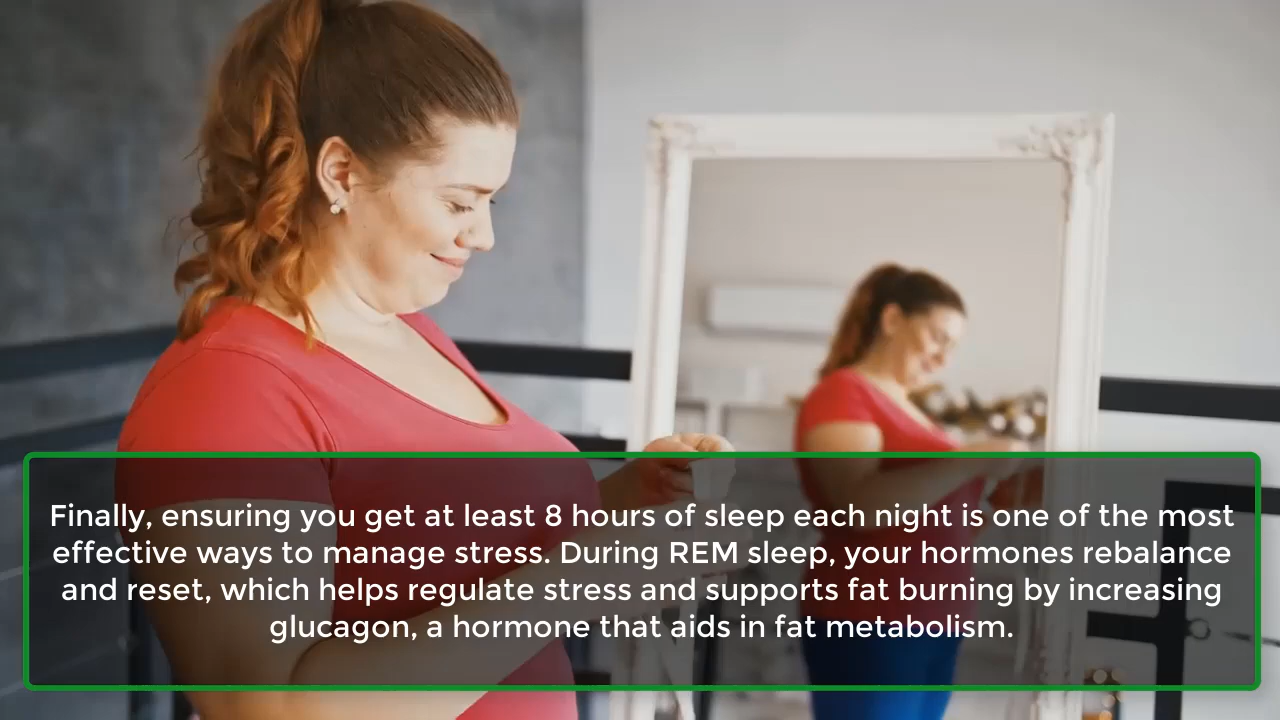 Finally, ensuring you get at least 8 hours of sleep each night is one of the most
effective ways to manage stress. During REM sleep, your hormones rebalance
and reset, which helps regulate stress and supports fat burning by increasing
glucagon, a hormone that aids in fat metabolism.